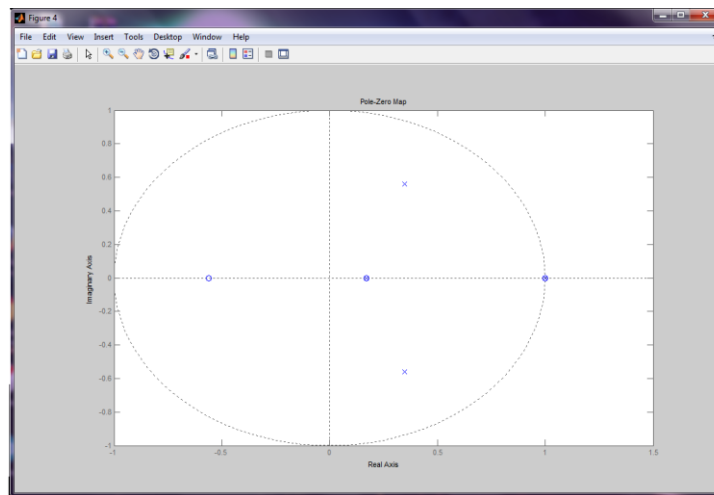 Figure 4
File Edit View Insert Tools Desktop Window Help
Pole-Zero Map
1
0.8
0.6
0.4
0.2
0
-0.2
-0.4
-0.6
-0.8
-1
Imaginary Axis
-1 -0.5 0 0.5 1 1.5
Real Axis